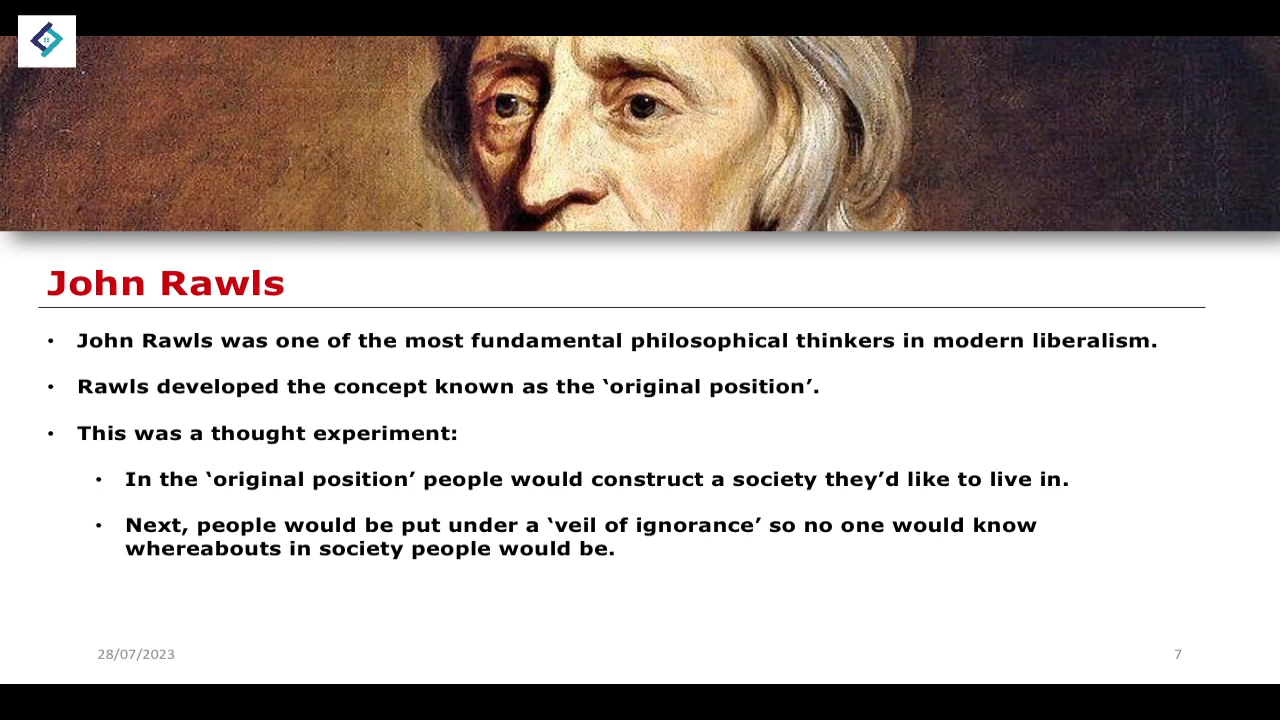 John Rawls
• John Rawls was one of the most fundamental philosophical thinkers in modern liberalism.
• Rawls developed the concept known as the ‘original position’.
• This was a thought experiment:
• In the ‘original position’ people would construct a society they’d like to live in.
• Next, people would be put under a ‘veil of ignorance’ so no one would know
whereabouts in society people would be.
28/07/2023
7